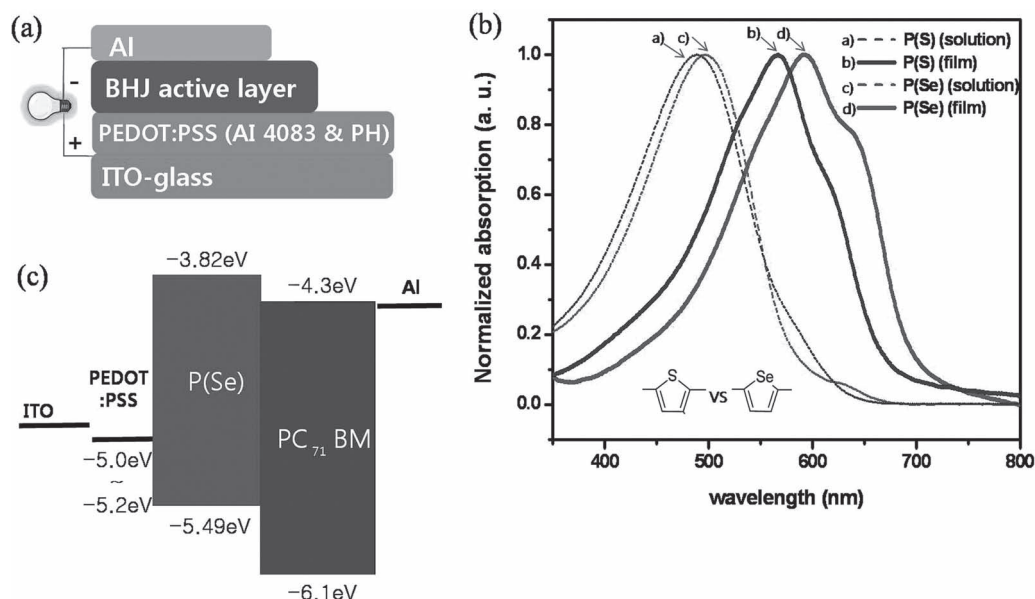 (a)
Al
BHJ active layer
PEDOT:PSS (AI 4083 & PH)
ITO-glass
-
+
(b)
a)
c)
b)
d)
a) P(S) (solution)
b) P(S) (film)
c) P(Se) (solution)
d) P(Se) (film)
1.0
0.8
0.6
0.4
0.2
0.0
Normalized absorption (a. u.)
S
vs
Se
400
500
600
700
800
wavelength (nm)
(c)
−3.82eV
−4.3eV
Al
P(Se)
PEDOT
:PSS
ITO
PC71 BM
−5.0eV
~
−5.2eV
−5.49eV
−6.1eV